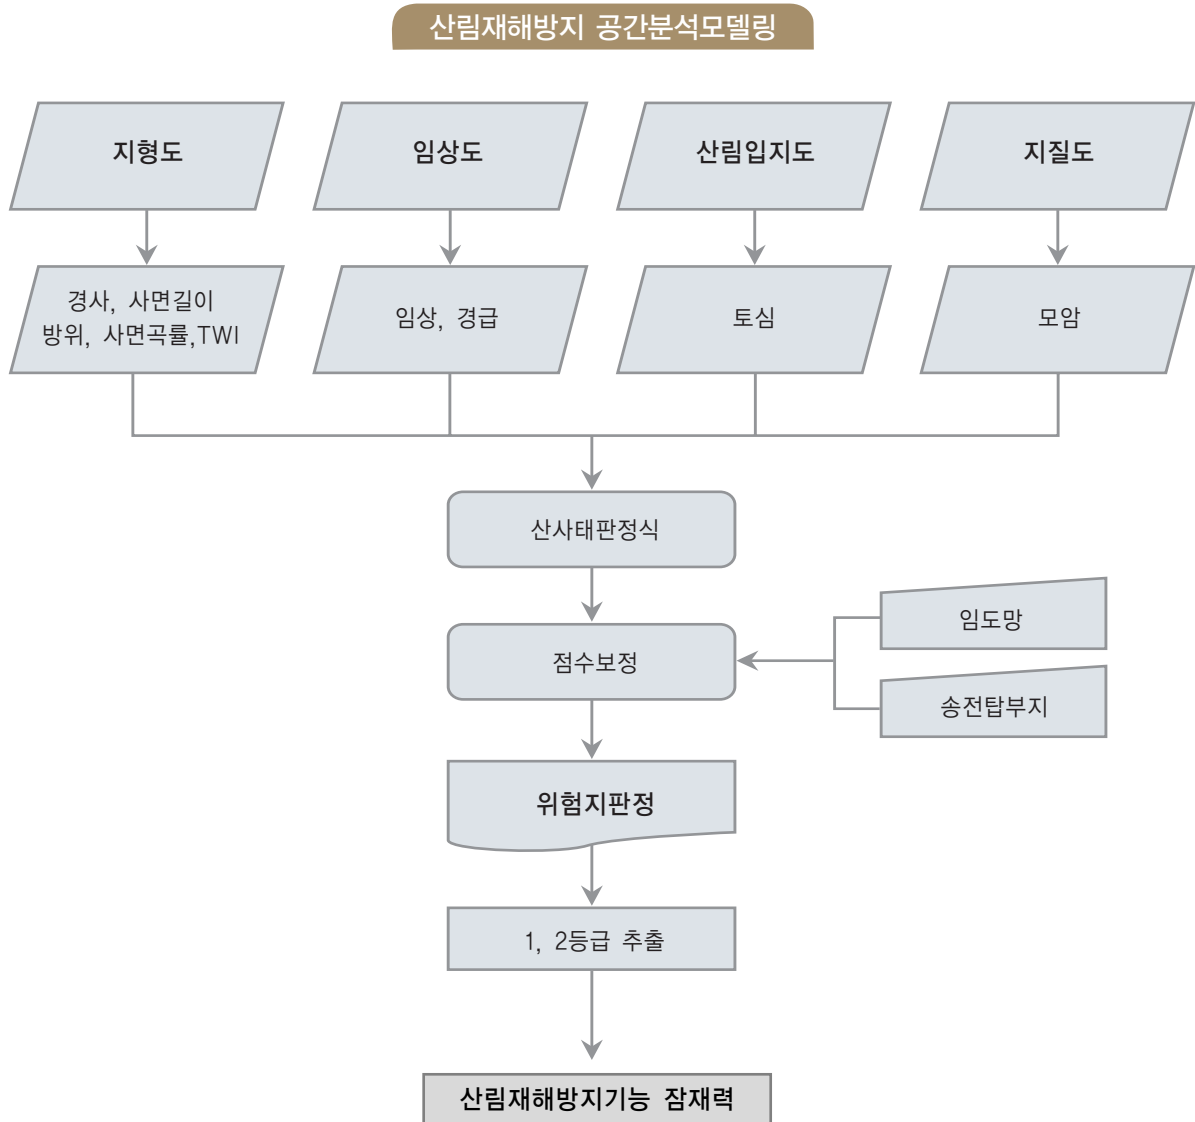 산림재해방지 공간분석모델링
지형도
임상도
산림입지도
지질도
경사, 사면길이
방위, 사면곡률,TWI
임상, 경급
토심
모암
산사태판정식
점수보정
임도망
송전탑부지
위험지판정
1, 2등급 추출
산림재해방지기능 잠재력